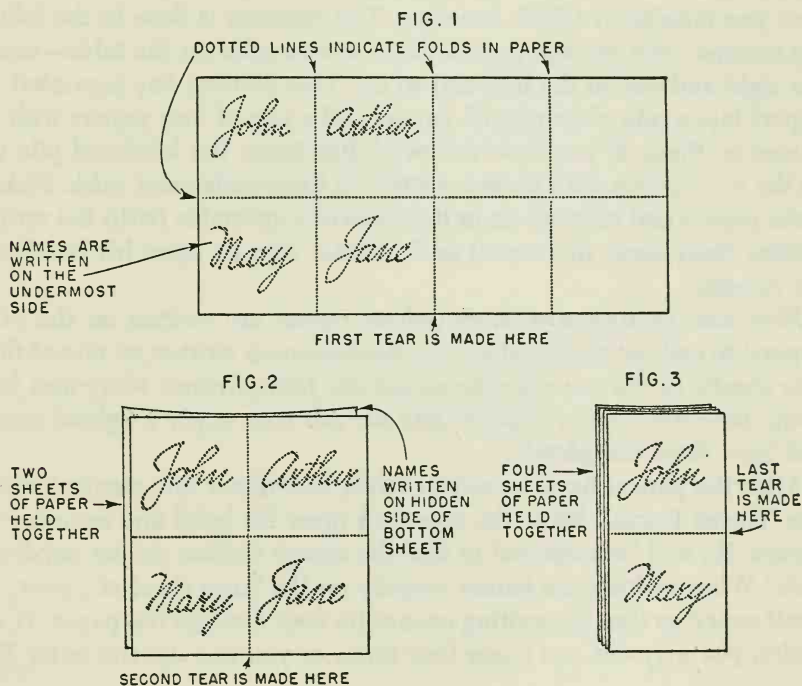 FIG. 1
DOTTED LINES INDICATE FOLDS IN PAPER
John Arthur
NAMES ARE
WRITTEN
ON THE
UNDERMOST
SIDE
Mary Jane
FIRST TEAR IS MADE HERE
FIG. 2
TWO
SHEETS
OF PAPER
HELD
TOGETHER
John Arthur
Mary Jane
NAMES
WRITTEN
ON HIDDEN
SIDE OF
BOTTOM
SHEET
SECOND TEAR IS MADE HERE
FIG. 3
FOUR
SHEETS
OF PAPER
HELD
TOGETHER
John
Mary
LAST
TEAR
IS MADE
HERE